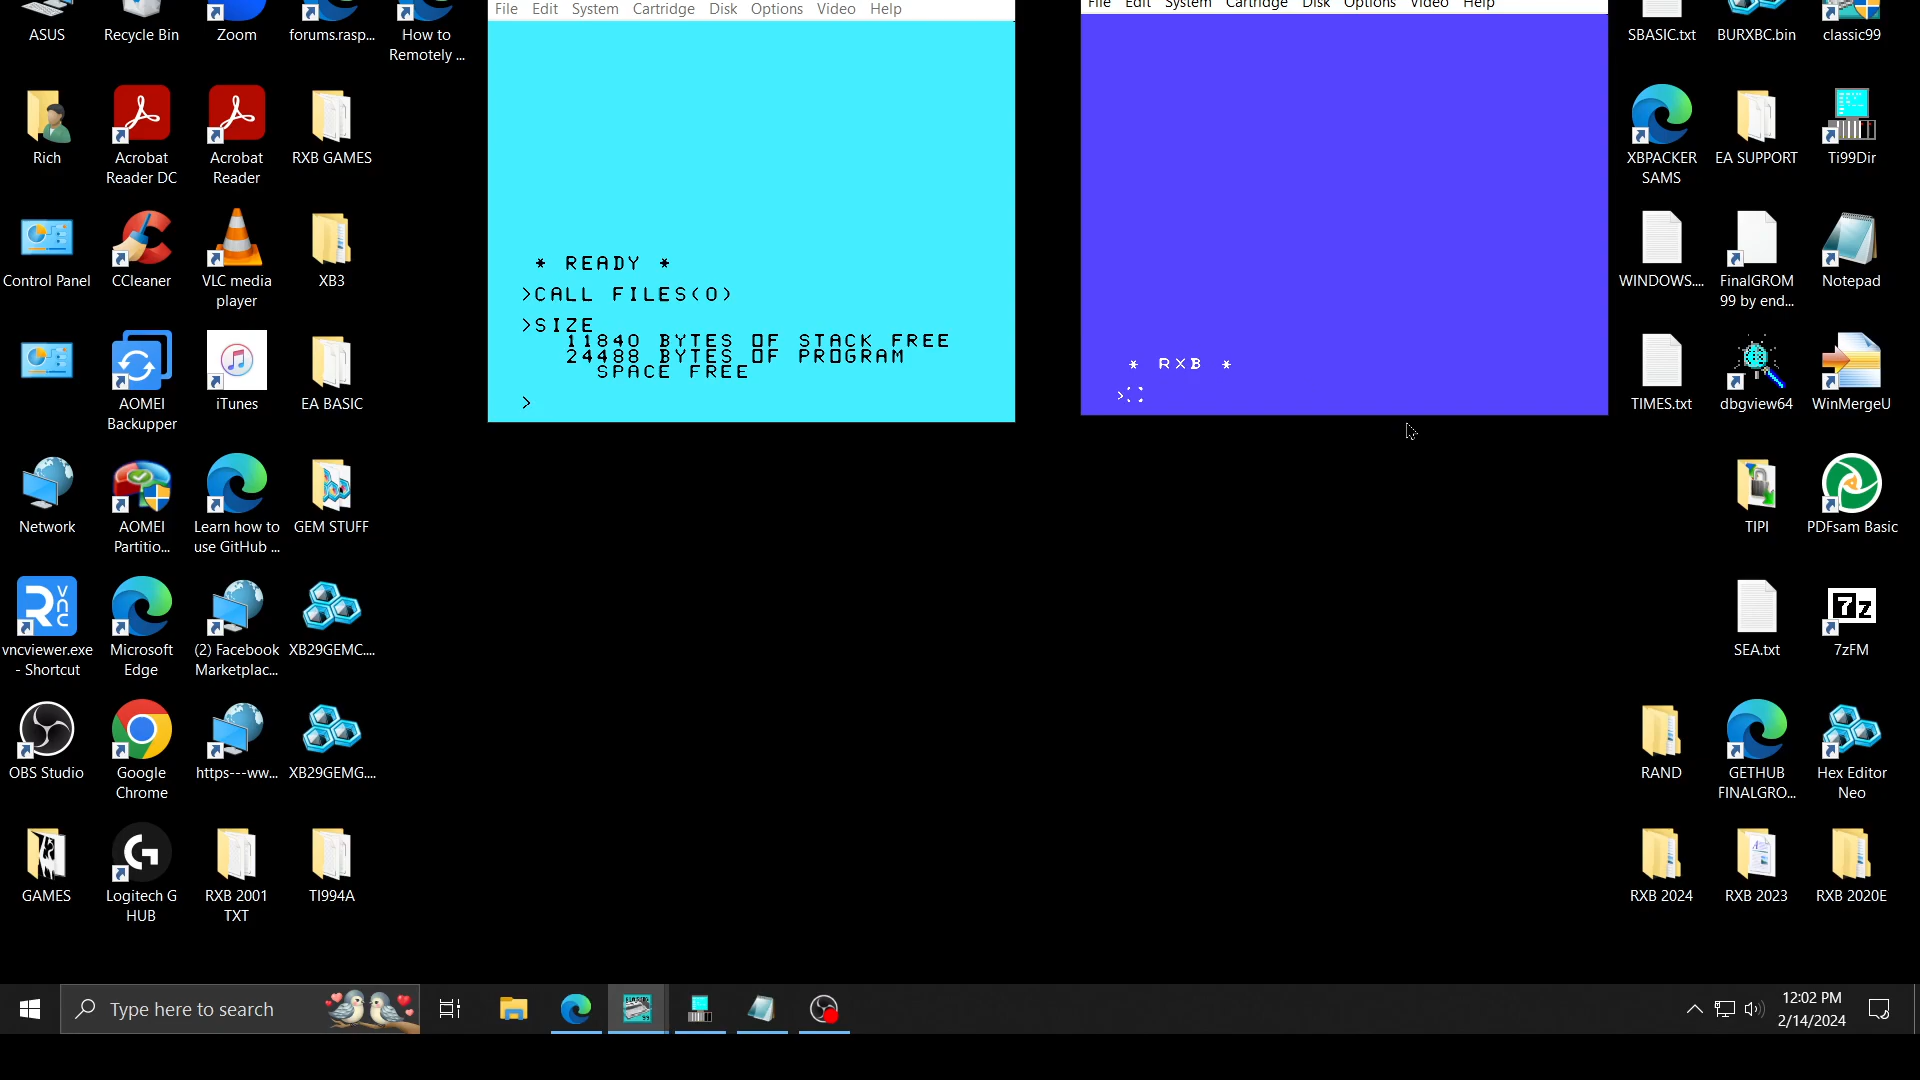 File Edit System Cartridge Disk Options Video Help
File Edit System Cartridge Disk Options Video Help
ASUS
Recycle Bin
Zoom
forums.rasp...
How to
Remotely ...
SBASIC.txt
BURXBC.bin
classic99
Rich
Acrobat
Reader DC
Acrobat
Reader
RXB GAMES
XBPACKER
SAMS
EA SUPPORT
Ti99Dir
Control Panel
CCleaner
VLC media
player
XB3
WINDOWS....
FinalGROM
99 by end...
Notepad
* READY *
>CALL FILES(0)
>SIZE
11840 BYTES OF STACK FREE
24488 BYTES OF PROGRAM
SPACE FREE
>
* RXB *
>
AOMEI
Backupper
iTunes
EA BASIC
TIMES.txt
dbgview64
WinMergeU
Network
AOMEI
Partitio...
Learn how to
use GitHub ...
GEM STUFF
TIPI
PDFsam Basic
R VNC
vncviewer.exe
- Shortcut
Microsoft
Edge
(2) Facebook
Marketplac...
XB29GEMC....
SEA.txt
7z
7zFM
OBS Studio
Google
Chrome
https---ww...
XB29GEMG....
RAND
GETHUB
FINALGRO...
Hex Editor
Neo
GAMES
Logitech G
HUB
RXB 2001
TXT
TI994A
RXB 2024
RXB 2023
RXB 2020E
Type here to search
12:02 PM
2/14/2024